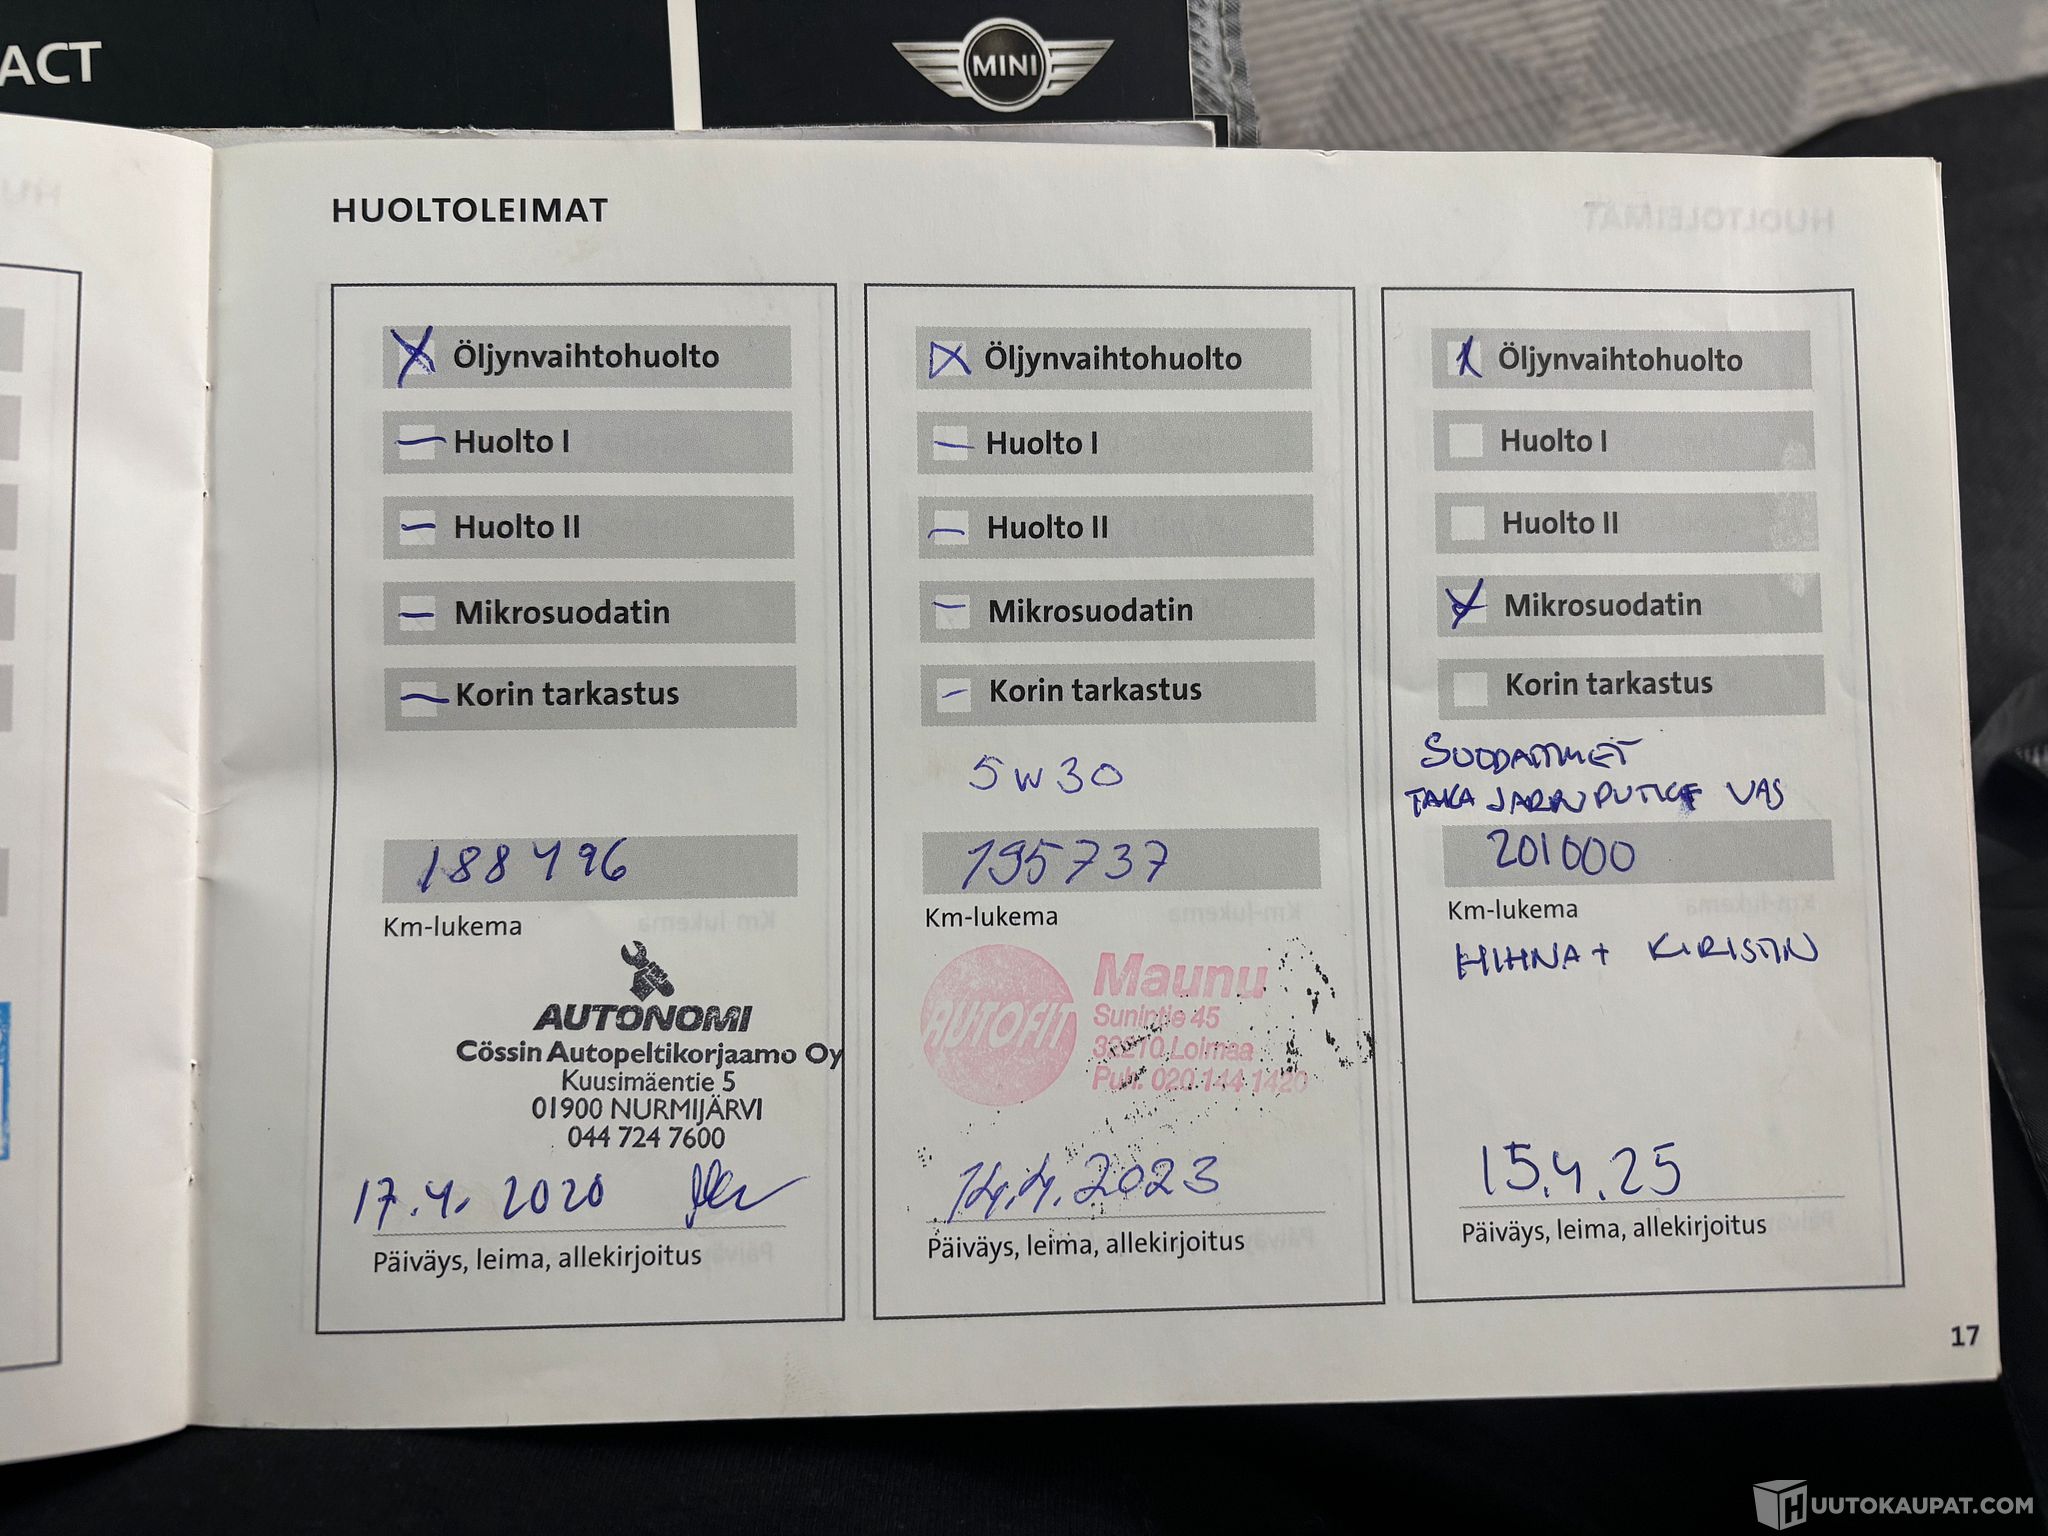 ACT
MINI
HUOLTOLEIMAT
Öljynvaihtohuolto
Huolto I
Huolto II
Mikrosuodatin
Korin tarkastus
188496
Km-lukema
AUTONOMI
Cössin Autopeltikorjaamo Oy
Kuusimäentie 5
01900 NURMIJÄRVI
044 724 7600
17.4. 2020
Päiväys, leima, allekirjoitus
Öljynvaihtohuolto
Huolto I
Huolto II
Mikrosuodatin
Korin tarkastus
5W30
195737
Km-lukema
AUTOFIT
Maunu
Sunintie 45
32210 Loimaa
Puh. 020 144 1420
14.4.2023
Päiväys, leima, allekirjoitus
Öljynvaihtohuolto
Huolto I
Huolto II
Mikrosuodatin
Korin tarkastus
SUODATTIMET
TAKA JARRUPUTKET VAS
201000
Km-lukema
HIHNA + KIRISTIN
15.4.25
Päiväys, leima, allekirjoitus
17
HUUTOKAUPAT.COM